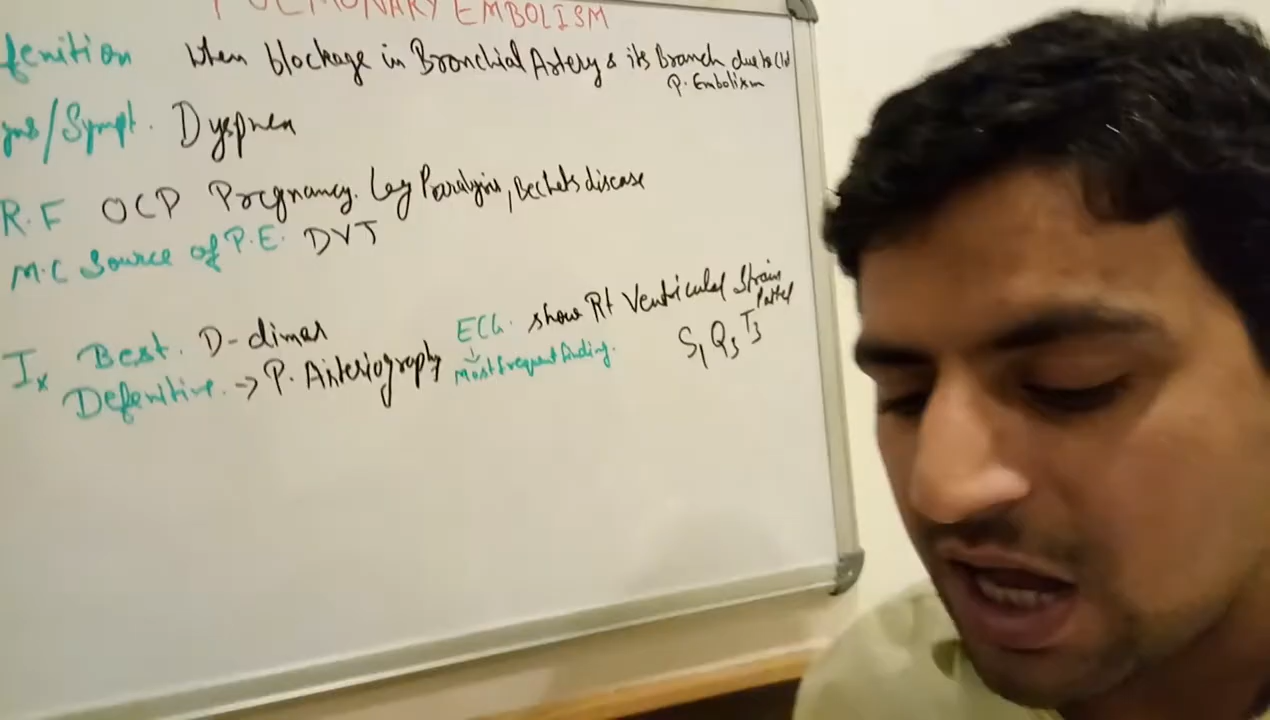 PULMONARY EMBOLISM
fenition When blockage in Bronchial Artery & its Branch due to Clot
P. Embolism
gns/Sympt. Dyspnea
R.F OCP Pregnancy. Leg Paralysis, Bechets disease
M.C Source of P.E. DVT
Ix Best. D-dimar
Defenitive. -> P. Arteriography
ECG. show Rt Ventricular Strain
Most frequent finding.
S1 Q3 T3